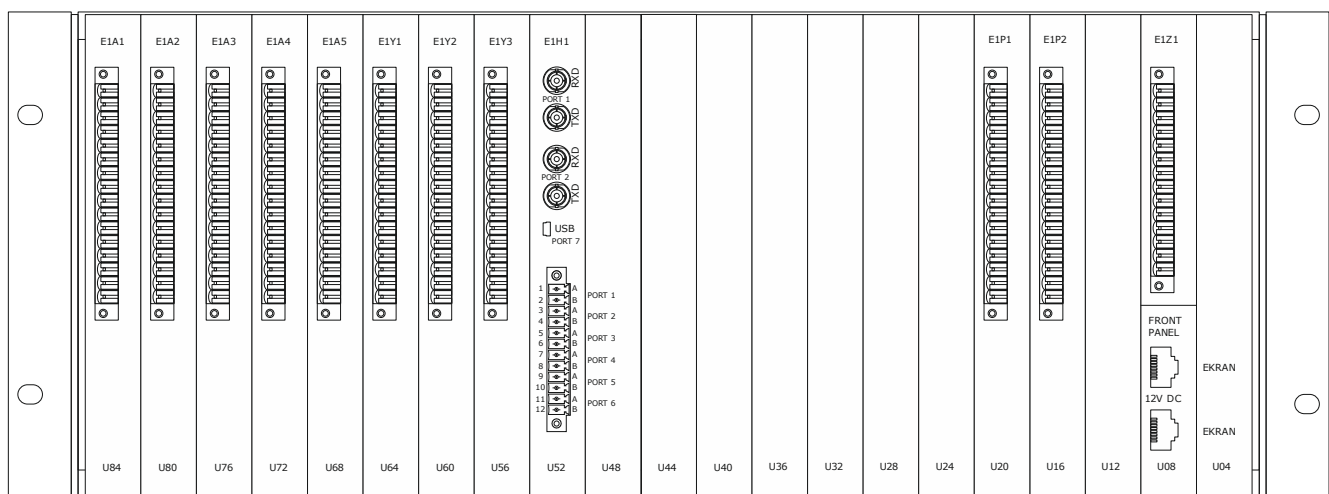 E1A1 E1A2 E1A3 E1A4 E1A5 E1Y1 E1Y2 E1Y3 E1H1 E1P1 E1P2 E1Z1
RXD
PORT 1
TXD
RXD
PORT 2
TXD
USB
PORT 7
1 A
PORT 1
2 B
3 A
PORT 2
4 B
5 A
PORT 3
6 B
7 A
PORT 4
8 B
9 A
PORT 5
10 B
11 A
PORT 6
12 B
FRONT
PANEL
EKRAN
12V DC
EKRAN
U84 U80 U76 U72 U68 U64 U60 U56 U52 U48 U44 U40 U36 U32 U28 U24 U20 U16 U12 U08 U04